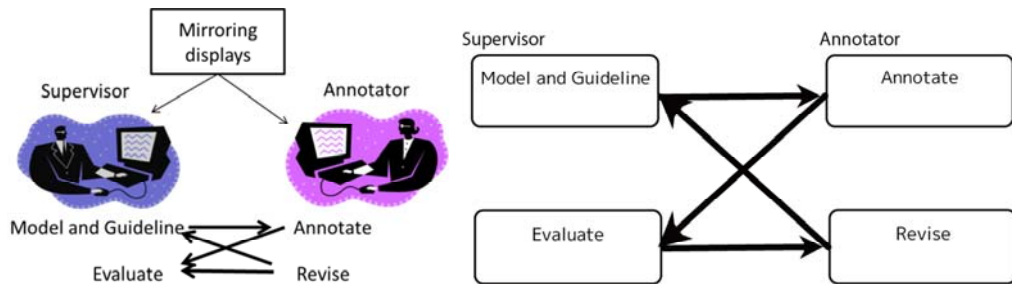 Mirroring
displays
Supervisor
Annotator
Model and Guideline
Annotate
Evaluate
Revise
Supervisor
Annotator
Model and Guideline
Annotate
Evaluate
Revise